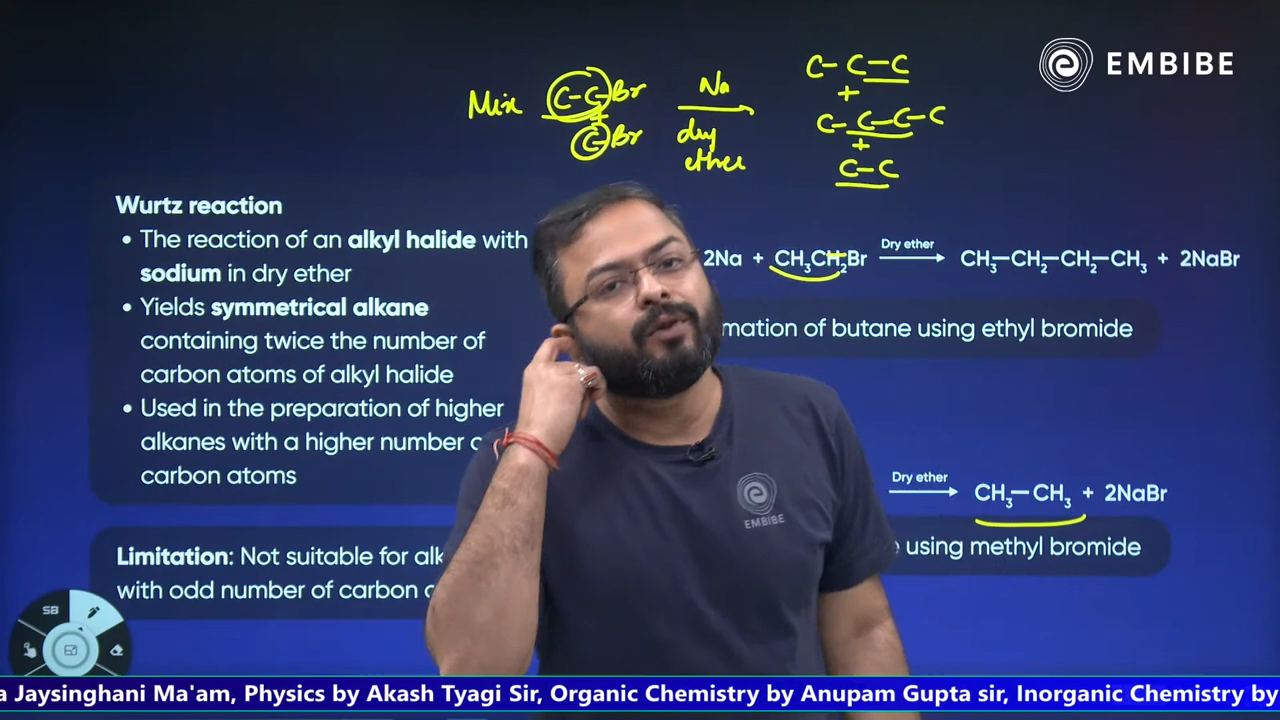 EMBIBE
Mix C-C-Br Na C-C-C
+ dry ether +
C-Br C-C-C-C
+
C-C
Wurtz reaction
• The reaction of an alkyl halide with
sodium in dry ether
• Yields symmetrical alkane
containing twice the number of
carbon atoms of alkyl halide
• Used in the preparation of higher
alkanes with a higher number
carbon atoms
2Na + CH₃CH₂Br Dry ether CH₃—CH₂—CH₂—CH₃ + 2NaBr
mation of butane using ethyl bromide
Dry ether CH₃—CH₃ + 2NaBr
using methyl bromide
Limitation: Not suitable for alk
with odd number of carbon
EMBIBE
SB
a Jaysinghani Ma'am, Physics by Akash Tyagi Sir, Organic Chemistry by Anupam Gupta sir, Inorganic Chemistry by